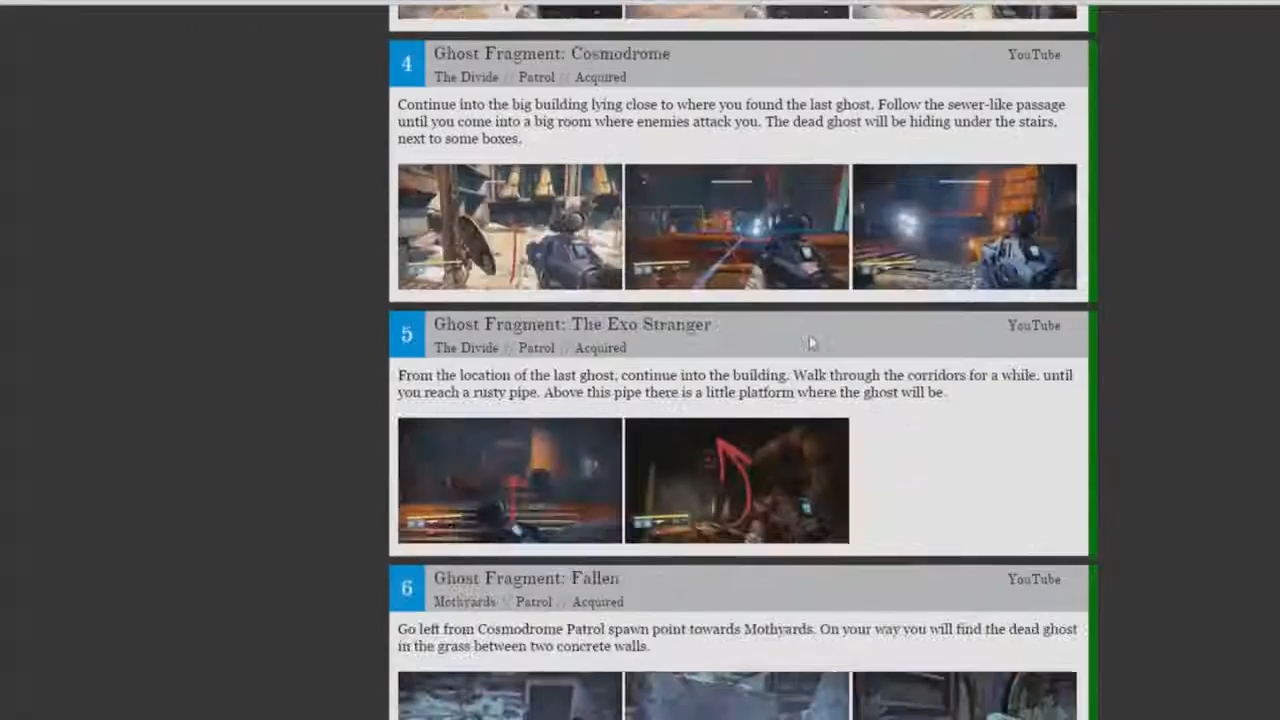 4
Ghost Fragment: Cosmodrome
YouTube
The Divide // Patrol // Acquired
Continue into the big building lying close to where you found the last ghost. Follow the sewer-like passage
until you come into a big room where enemies attack you. The dead ghost will be hiding under the stairs,
next to some boxes.
5
Ghost Fragment: The Exo Stranger
YouTube
The Divide // Patrol // Acquired
From the location of the last ghost, continue into the building. Walk through the corridors for a while, until
you reach a rusty pipe. Above this pipe there is a little platform where the ghost will be.
6
Ghost Fragment: Fallen
YouTube
Mothyards // Patrol // Acquired
Go left from Cosmodrome Patrol spawn point towards Mothyards. On your way you will find the dead ghost
in the grass between two concrete walls.